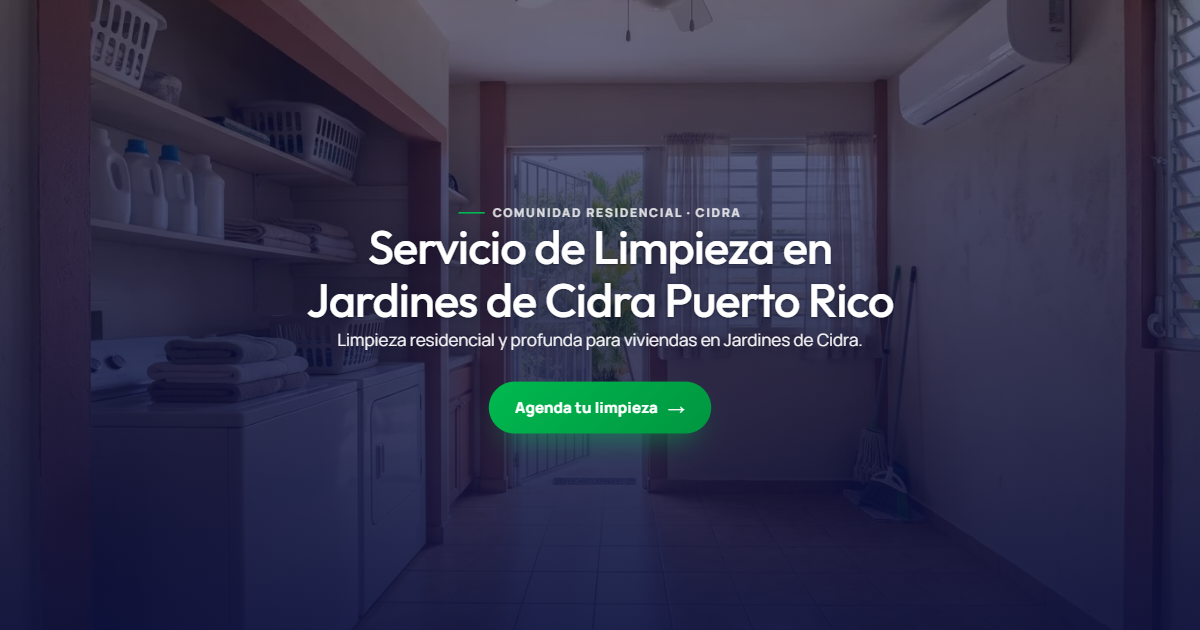 COMUNIDAD RESIDENCIAL · CIDRA
Servicio de Limpieza en
Jardines de Cidra Puerto Rico
Limpieza residencial y profunda para viviendas en Jardines de Cidra.
Agenda tu limpieza →